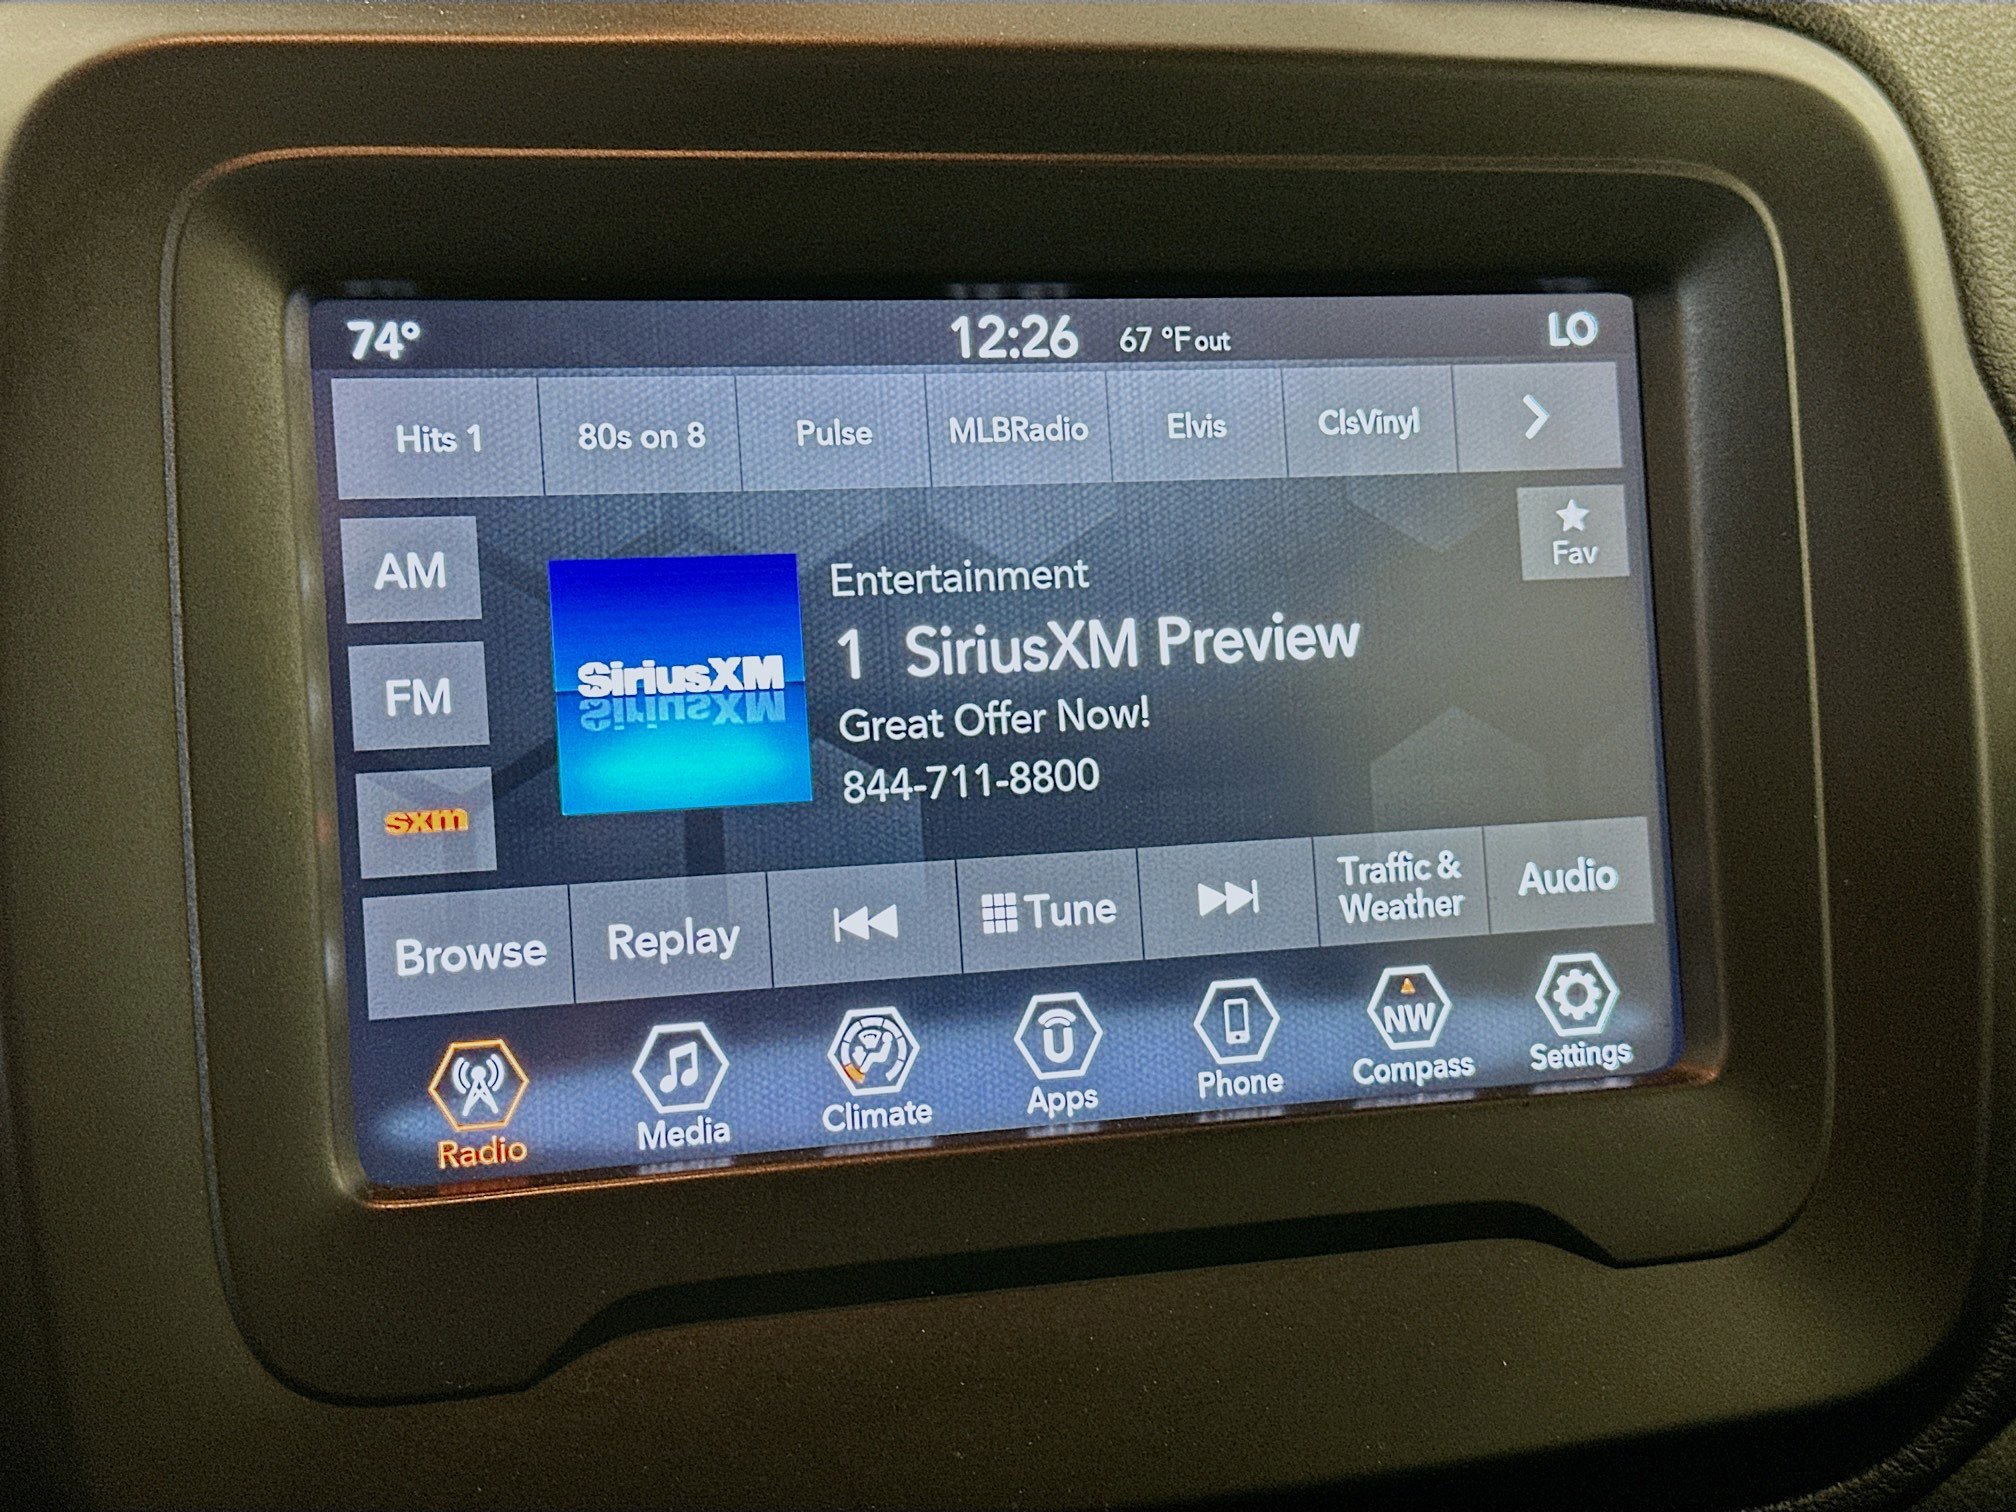 74° 12:26 67 °F out LO
Hits 1 80s on 8 Pulse MLBRadio Elvis ClsVinyl
Fav
AM
FM
sxm
SiriusXM
Entertainment
1 SiriusXM Preview
Great Offer Now!
844-711-8800
Browse Replay Tune Traffic & Weather Audio
U NW
Radio Media Climate Apps Phone Compass Settings